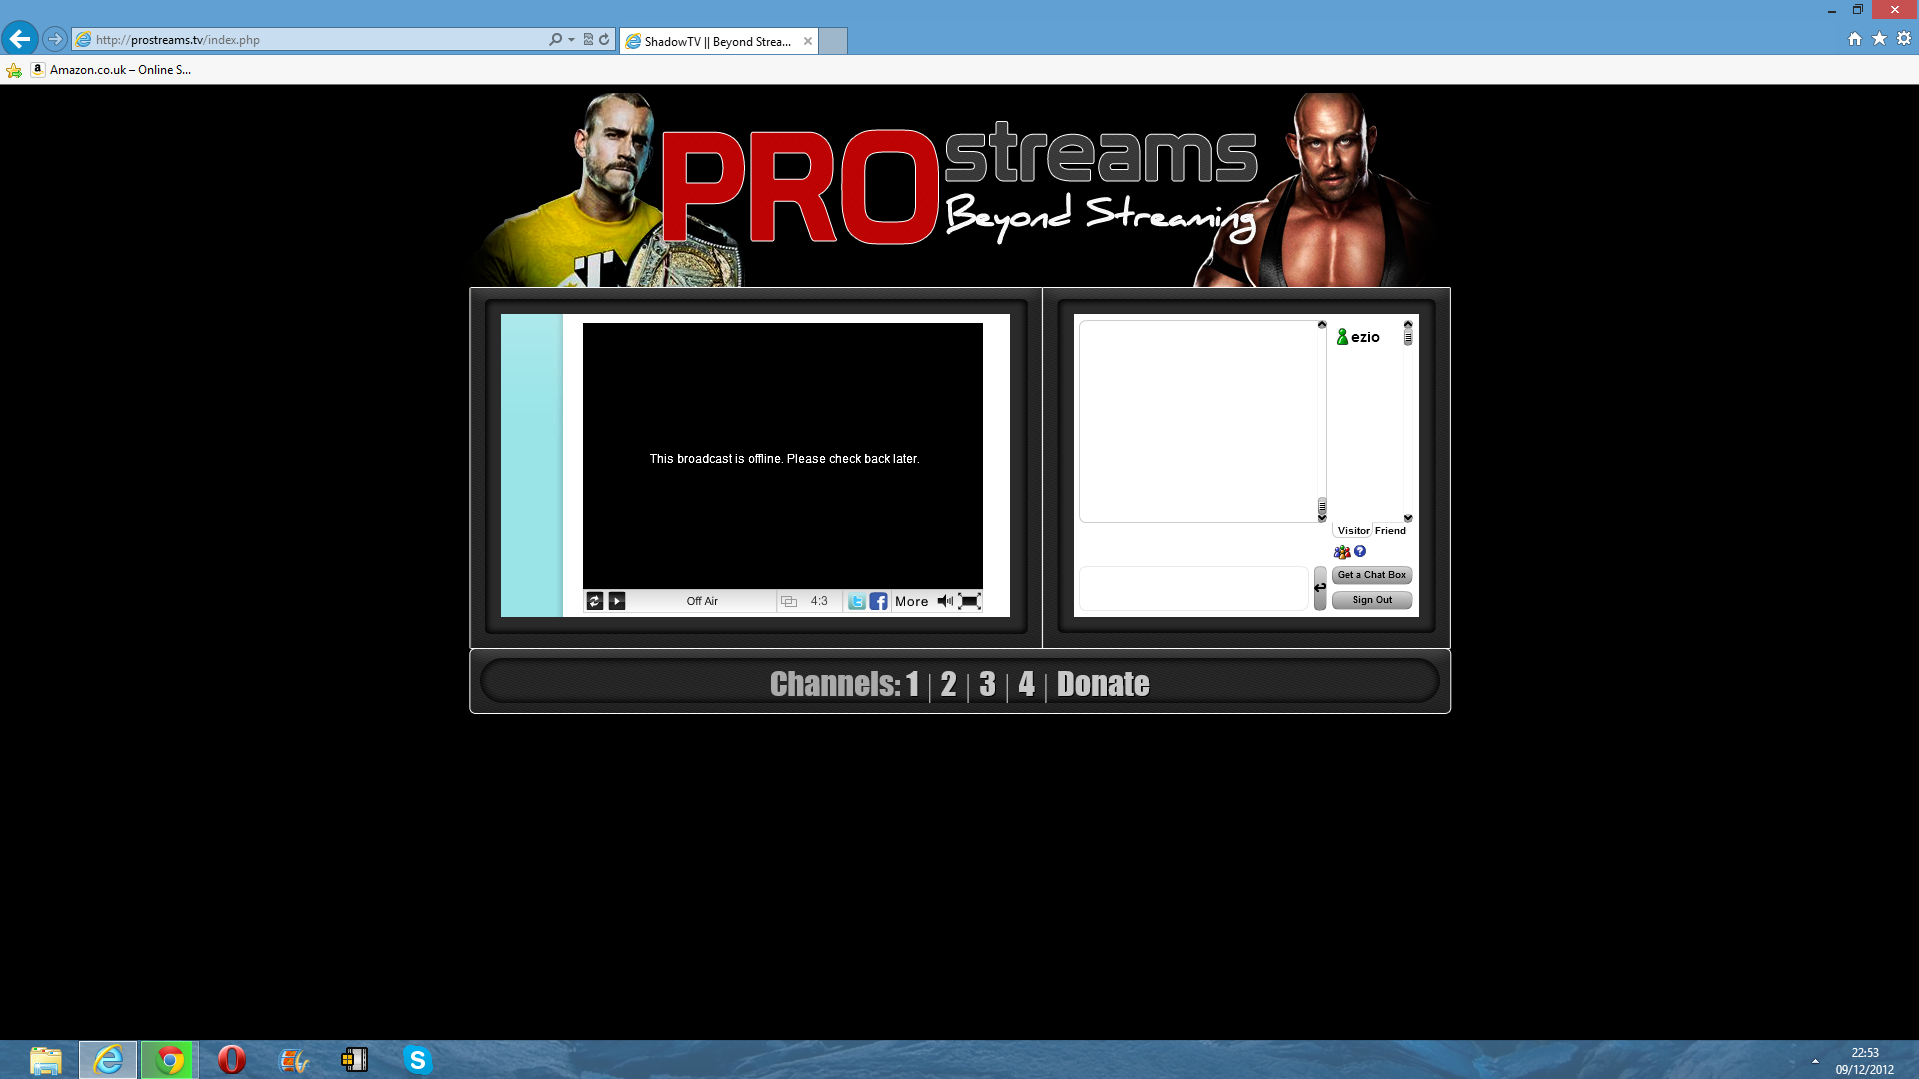 http://prostreams.tv/index.php
ShadowTV || Beyond Strea...
Amazon.co.uk – Online S...
PROstreams
Beyond Streaming
This broadcast is offline. Please check back later.
Off Air
4:3
More
ezio
Visitor Friend
Get a Chat Box
Sign Out
Channels: 1 | 2 | 3 | 4 | Donate
22:53
09/12/2012